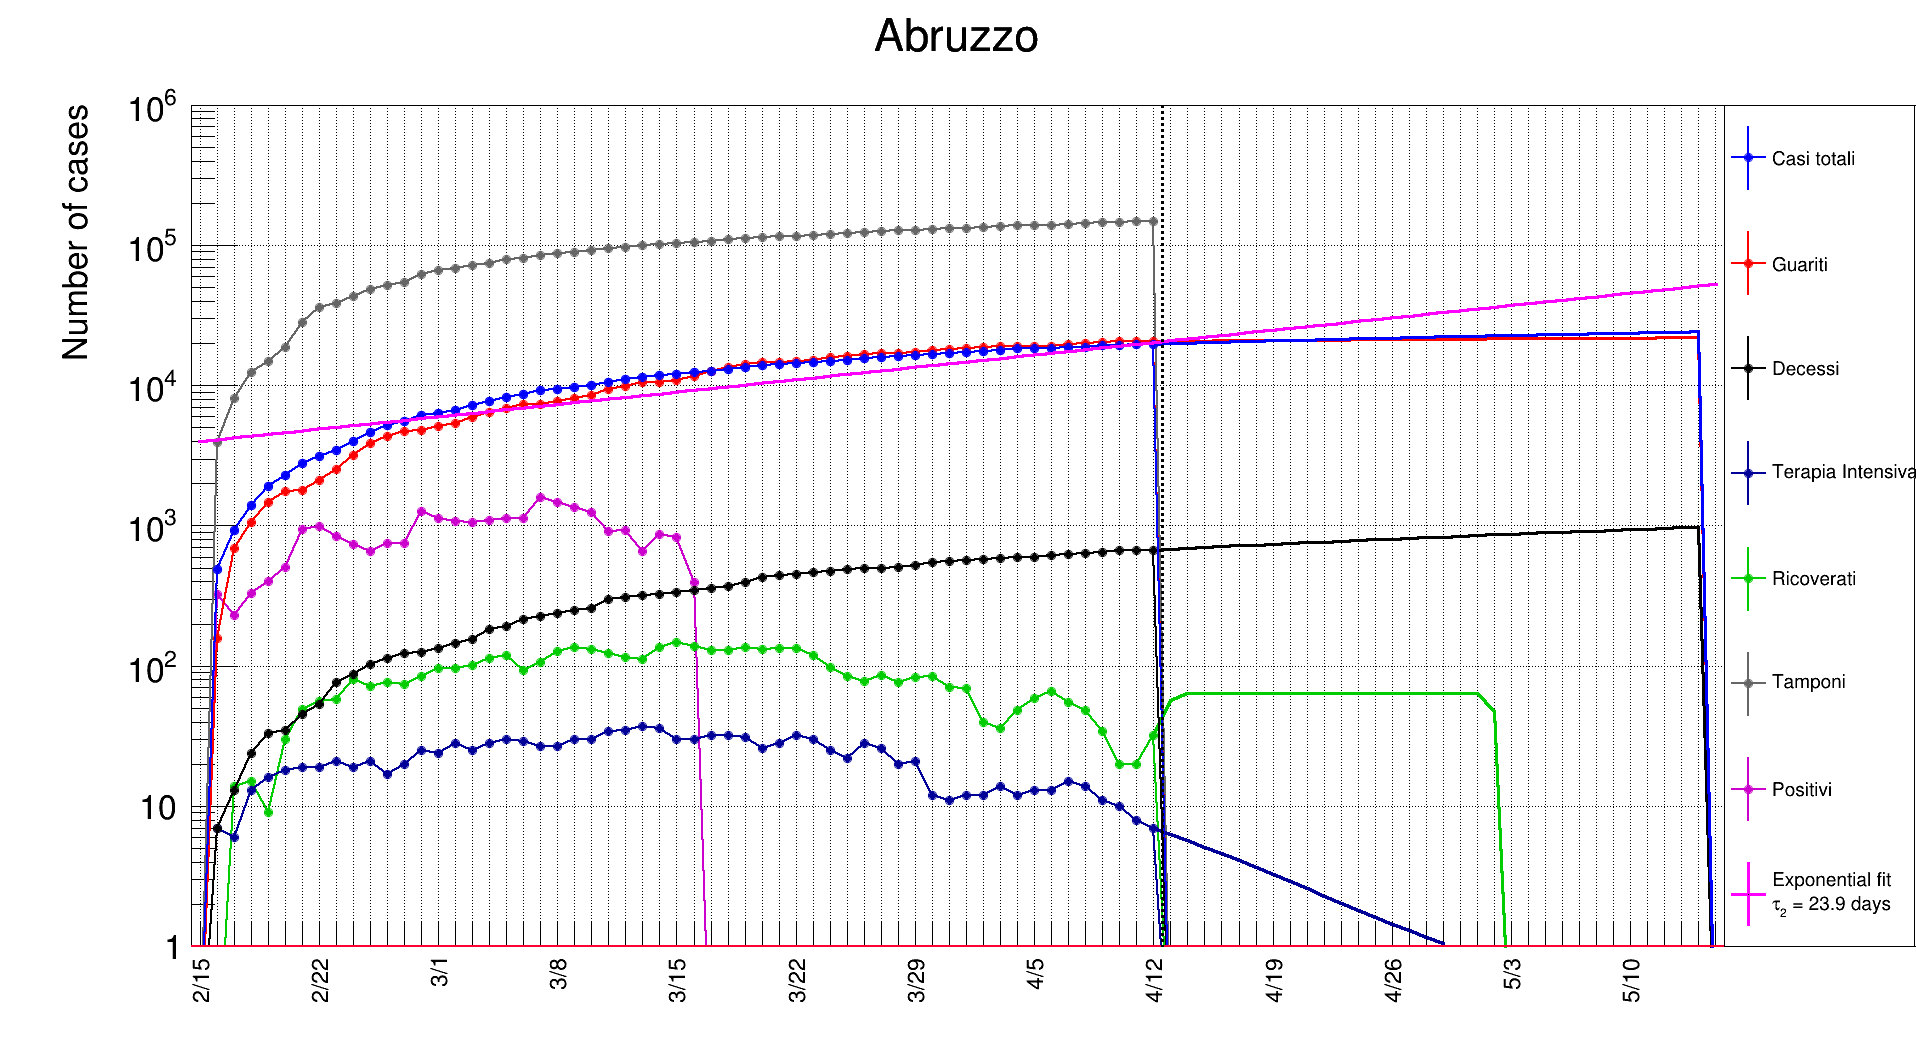 Abruzzo
Number of cases
10^6
10^5
10^4
10^3
10^2
10
1
2/15 2/22 3/1 3/8 3/15 3/22 3/29 4/5 4/12 4/19 4/26 5/3 5/10
Casi totali
Guariti
Decessi
Terapia Intensiva
Ricoverati
Tamponi
Positivi
Exponential fit
τ₂ = 23.9 days